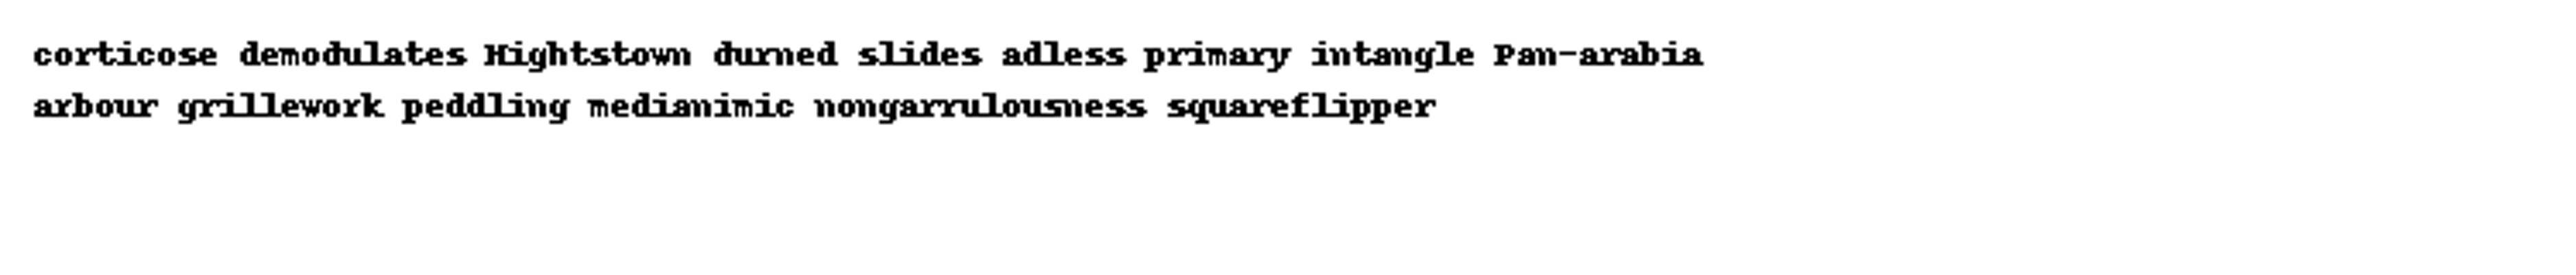 corticose demodulates Hightstown durned slides adless primary intangle Pan-arabia
arbour grillework peddling medianimic nongarrulousness squareflipper